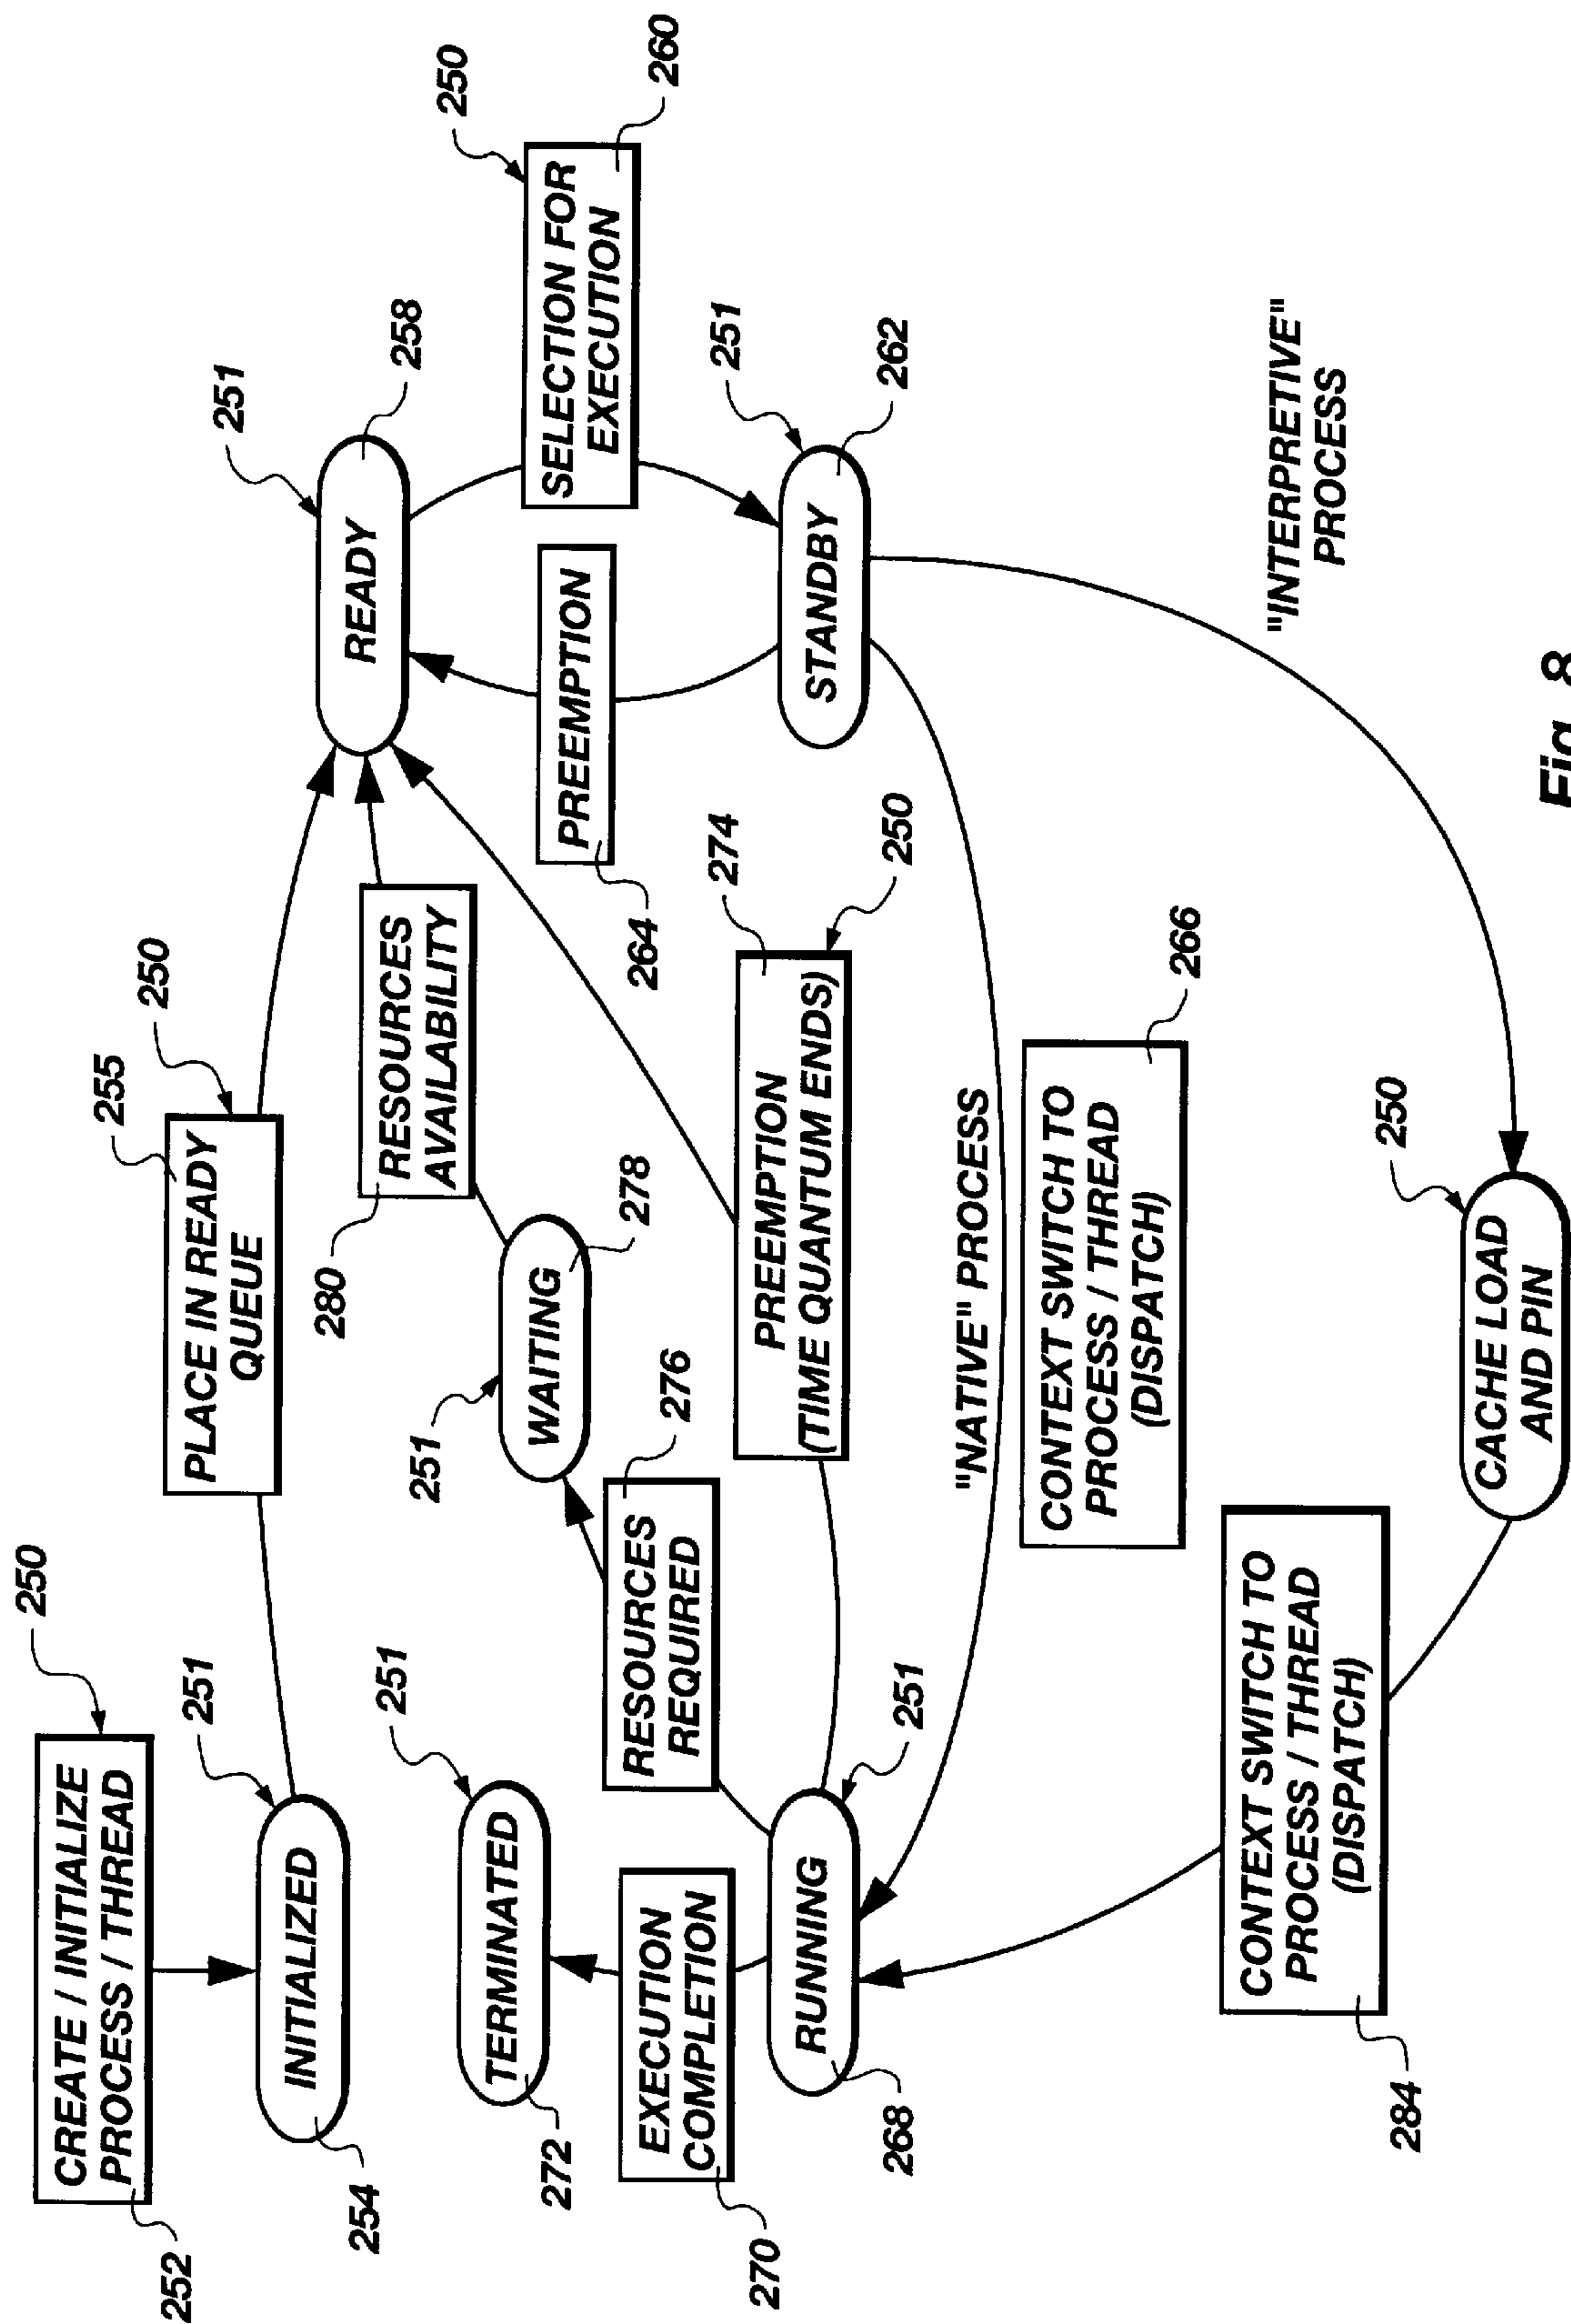 250
CREATE / INITIALIZE
PROCESS / THREAD
252
251
INITIALIZED
254
255
250
PLACE IN READY
QUEUE
251
READY
258
280
RESOURCES
AVAILABILITY
250
SELECTION FOR
EXECUTION
260
PREEMPTION
264
251
STANDBY
262
251
WAITING
278
251
TERMINATED
272
RESOURCES
REQUIRED
276
274
PREEMPTION
(TIME QUANTUM ENDS)
250
EXECUTION
COMPLETION
270
RUNNING
251
268
"NATIVE" PROCESS
CONTEXT SWITCH TO
PROCESS / THREAD
(DISPATCH)
266
"INTERPRETIVE"
PROCESS
CONTEXT SWITCH TO
PROCESS / THREAD
(DISPATCH)
284
250
CACHE LOAD
AND PIN
Fig. 8